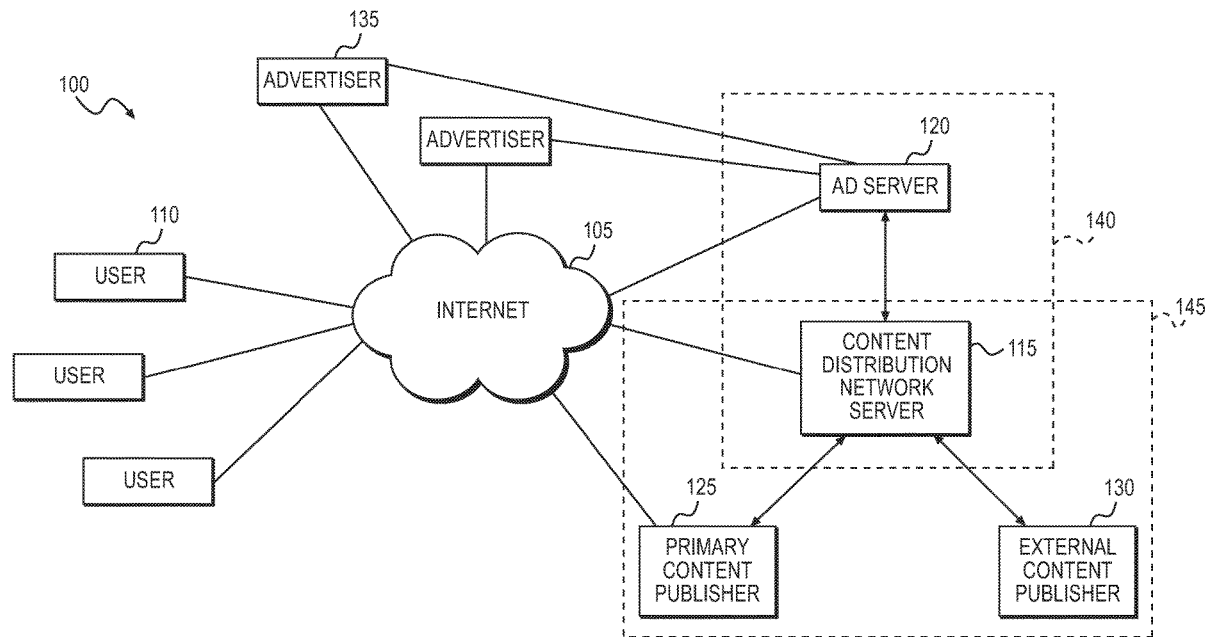 135
ADVERTISER
100
ADVERTISER
120
AD SERVER
110
USER
105
140
INTERNET
USER
145
CONTENT
DISTRIBUTION
NETWORK
SERVER
115
USER
125
PRIMARY
CONTENT
PUBLISHER
130
EXTERNAL
CONTENT
PUBLISHER